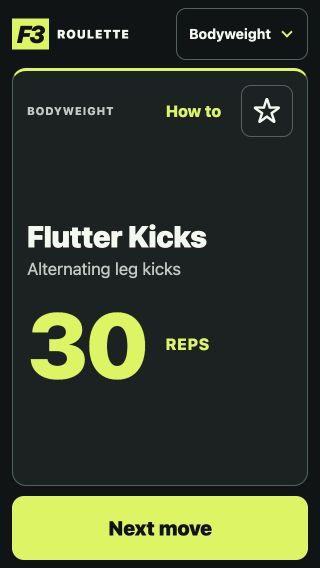 F3 ROULETTE
Bodyweight
BODYWEIGHT
How to
Flutter Kicks
Alternating leg kicks
30 REPS
Next move